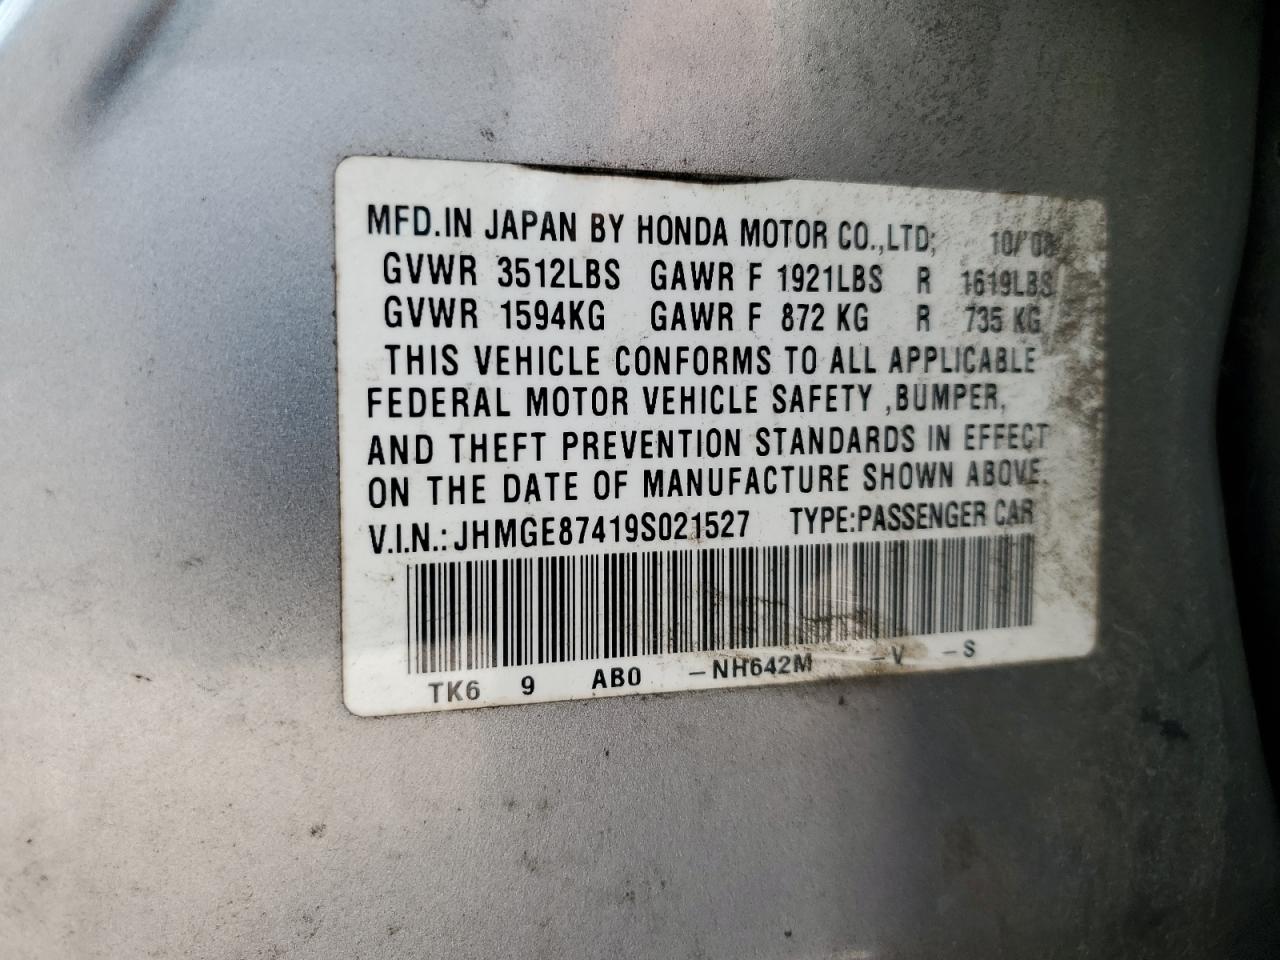 MFD.IN JAPAN BY HONDA MOTOR CO.,LTD; 10/'08
GVWR 3512LBS GAWR F 1921LBS R 1619LBS
GVWR 1594KG GAWR F 872 KG R 735 KG
THIS VEHICLE CONFORMS TO ALL APPLICABLE
FEDERAL MOTOR VEHICLE SAFETY ,BUMPER,
AND THEFT PREVENTION STANDARDS IN EFFECT
ON THE DATE OF MANUFACTURE SHOWN ABOVE.
V.I.N.: JHMGE87419S021527 TYPE:PASSENGER CAR
TK6 9 AB0 -NH642M -V -S